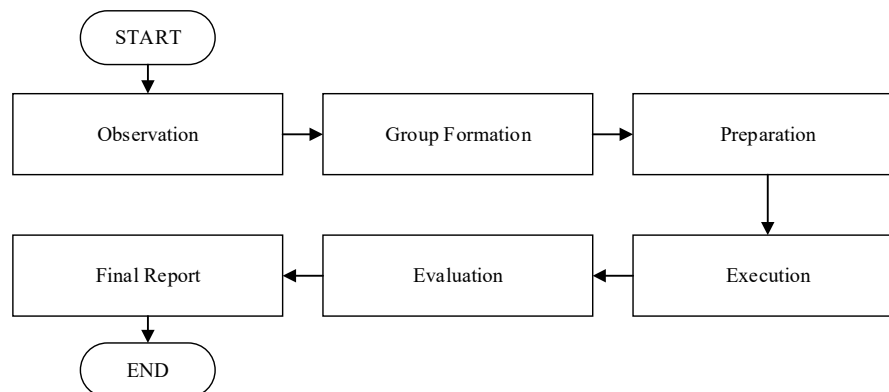 START
Observation
Group Formation
Preparation
Execution
Evaluation
Final Report
END